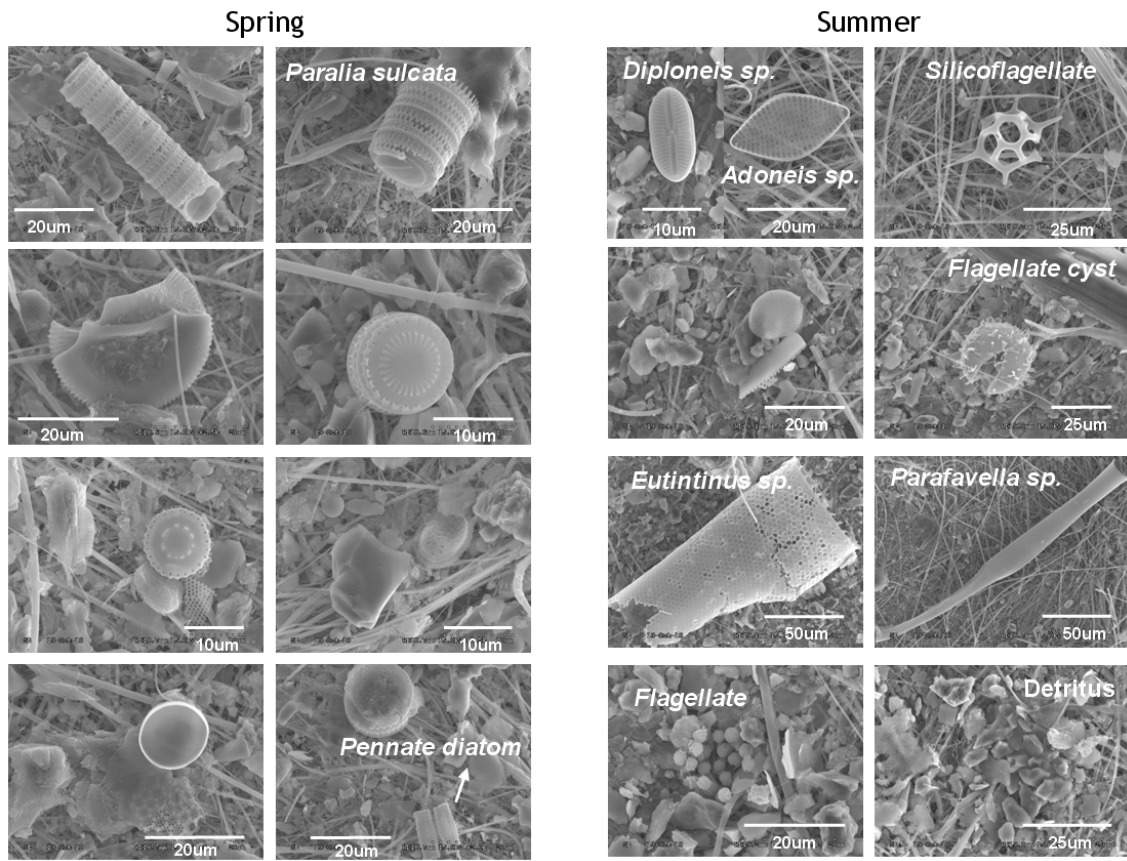 Spring
Summer
Paralia sulcata
20um
20um
20um
10um
10um
10um
Pennate diatom
20um
20um
Diploneis sp.
Adoneis sp.
10um
20um
Silicoflagellate
25um
20um
Flagellate cyst
25um
Eutintinus sp.
50um
Parafavella sp.
50um
Flagellate
20um
Detritus
25um